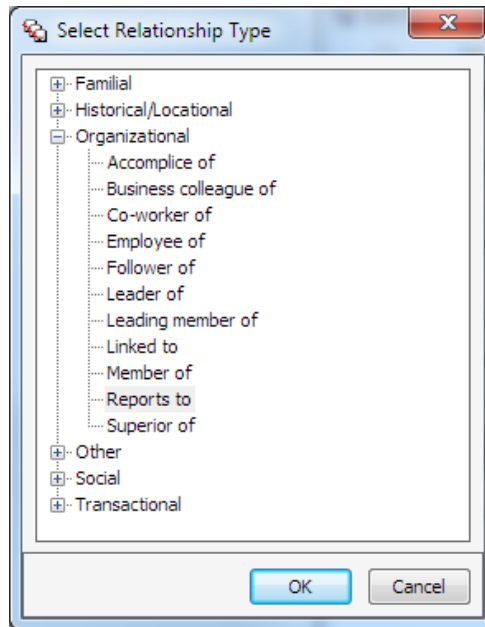 Select Relationship Type
Familial
Historical/Locational
Organizational
Accomplice of
Business colleague of
Co-worker of
Employee of
Follower of
Leader of
Leading member of
Linked to
Member of
Reports to
Superior of
Other
Social
Transactional
OK Cancel